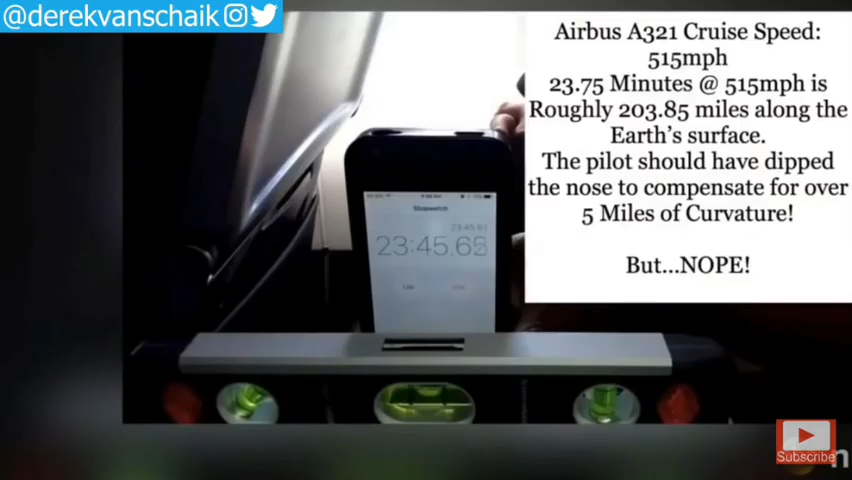 @derekvanschaik
Airbus A321 Cruise Speed:
515mph
23.75 Minutes @ 515mph is
Roughly 203.85 miles along the
Earth's surface.
The pilot should have dipped
the nose to compensate for over
5 Miles of Curvature!
But...NOPE!
Stopwatch
23:45.65
Subscribe